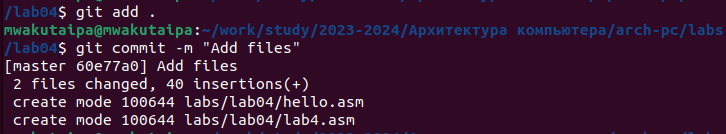 /lab04$ git add .
mwakutaipa@mwakutaipa:~/work/study/2023-2024/Архитектура компьютера/arch-pc/labs
/lab04$ git commit -m "Add files"
[master 60e77a0] Add files
 2 files changed, 40 insertions(+)
 create mode 100644 labs/lab04/hello.asm
 create mode 100644 labs/lab04/lab4.asm